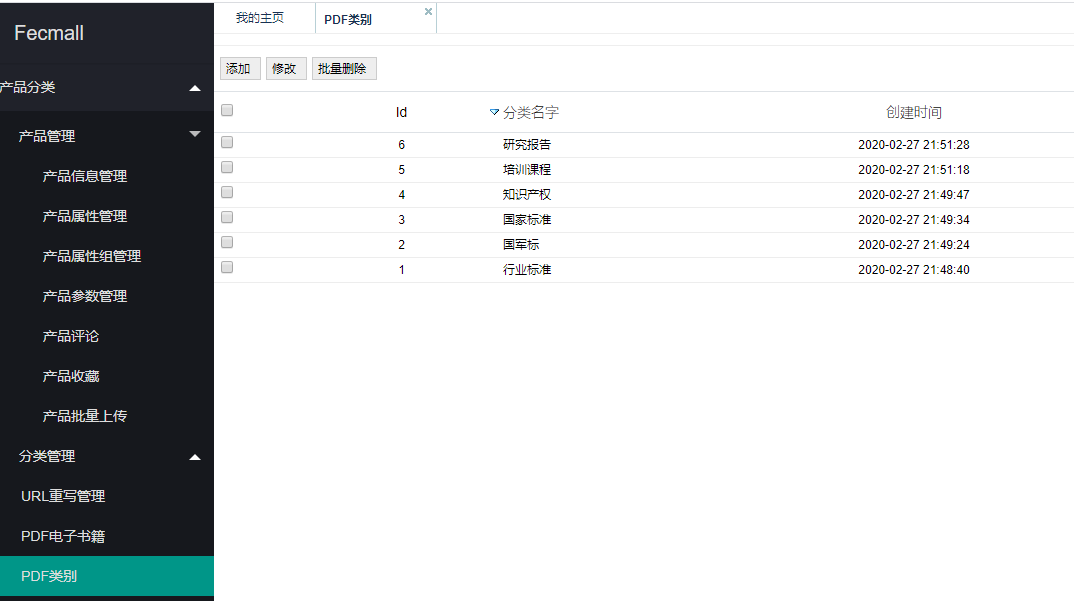 Fecmall
产品分类
产品管理
产品信息管理
产品属性管理
产品属性组管理
产品参数管理
产品评论
产品收藏
产品批量上传
分类管理
URL重写管理
PDF电子书籍
PDF类别
我的主页 PDF类别
添加 修改 批量删除
Id 分类名字 创建时间
6 研究报告 2020-02-27 21:51:28
5 培训课程 2020-02-27 21:51:18
4 知识产权 2020-02-27 21:49:47
3 国家标准 2020-02-27 21:49:34
2 国军标 2020-02-27 21:49:24
1 行业标准 2020-02-27 21:48:40